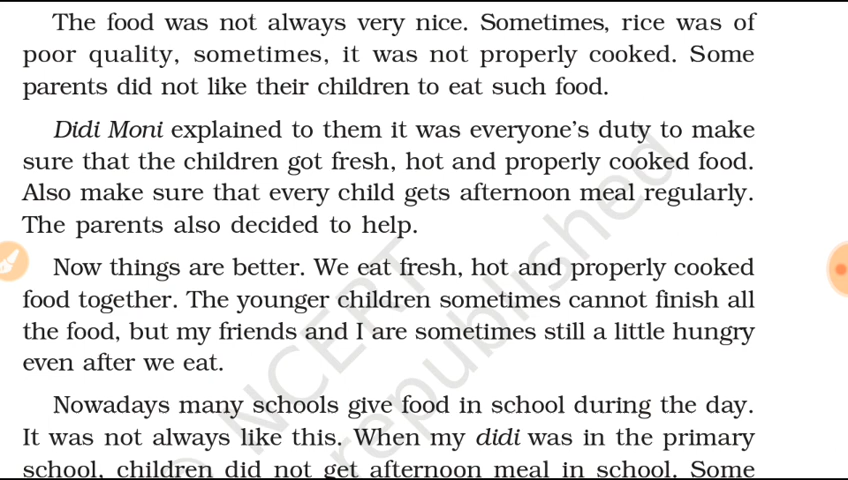 The food was not always very nice. Sometimes, rice was of
poor quality, sometimes, it was not properly cooked. Some
parents did not like their children to eat such food.
Didi Moni explained to them it was everyone's duty to make
sure that the children got fresh, hot and properly cooked food.
Also make sure that every child gets afternoon meal regularly.
The parents also decided to help.
Now things are better. We eat fresh, hot and properly cooked
food together. The younger children sometimes cannot finish all
the food, but my friends and I are sometimes still a little hungry
even after we eat.
Nowadays many schools give food in school during the day.
It was not always like this. When my didi was in the primary
school, children did not get afternoon meal in school. Some
NCERT
republished